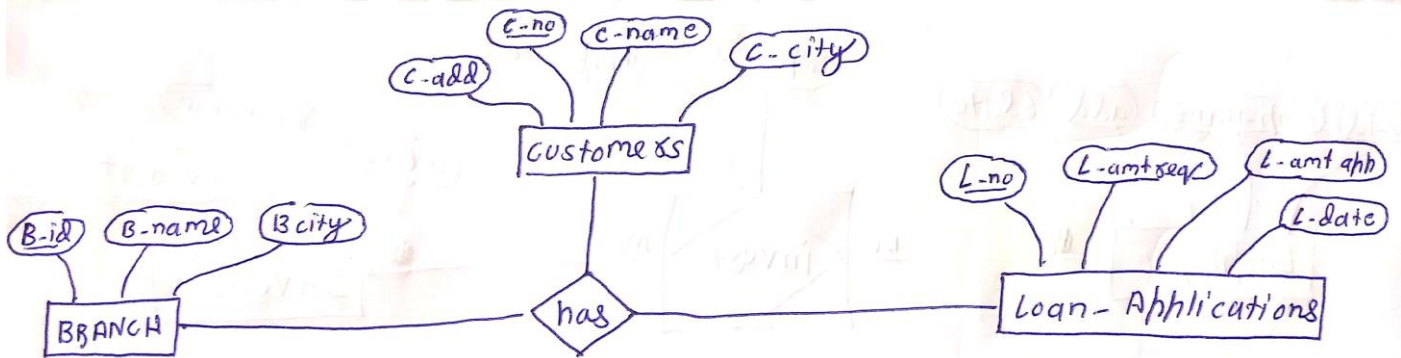 C-no
C-name
C-city
C-add
Customers
L-no
L-amtreq
L-amt app
L-date
B-id
B-name
B city
BRANCH
has
Loan-Applications